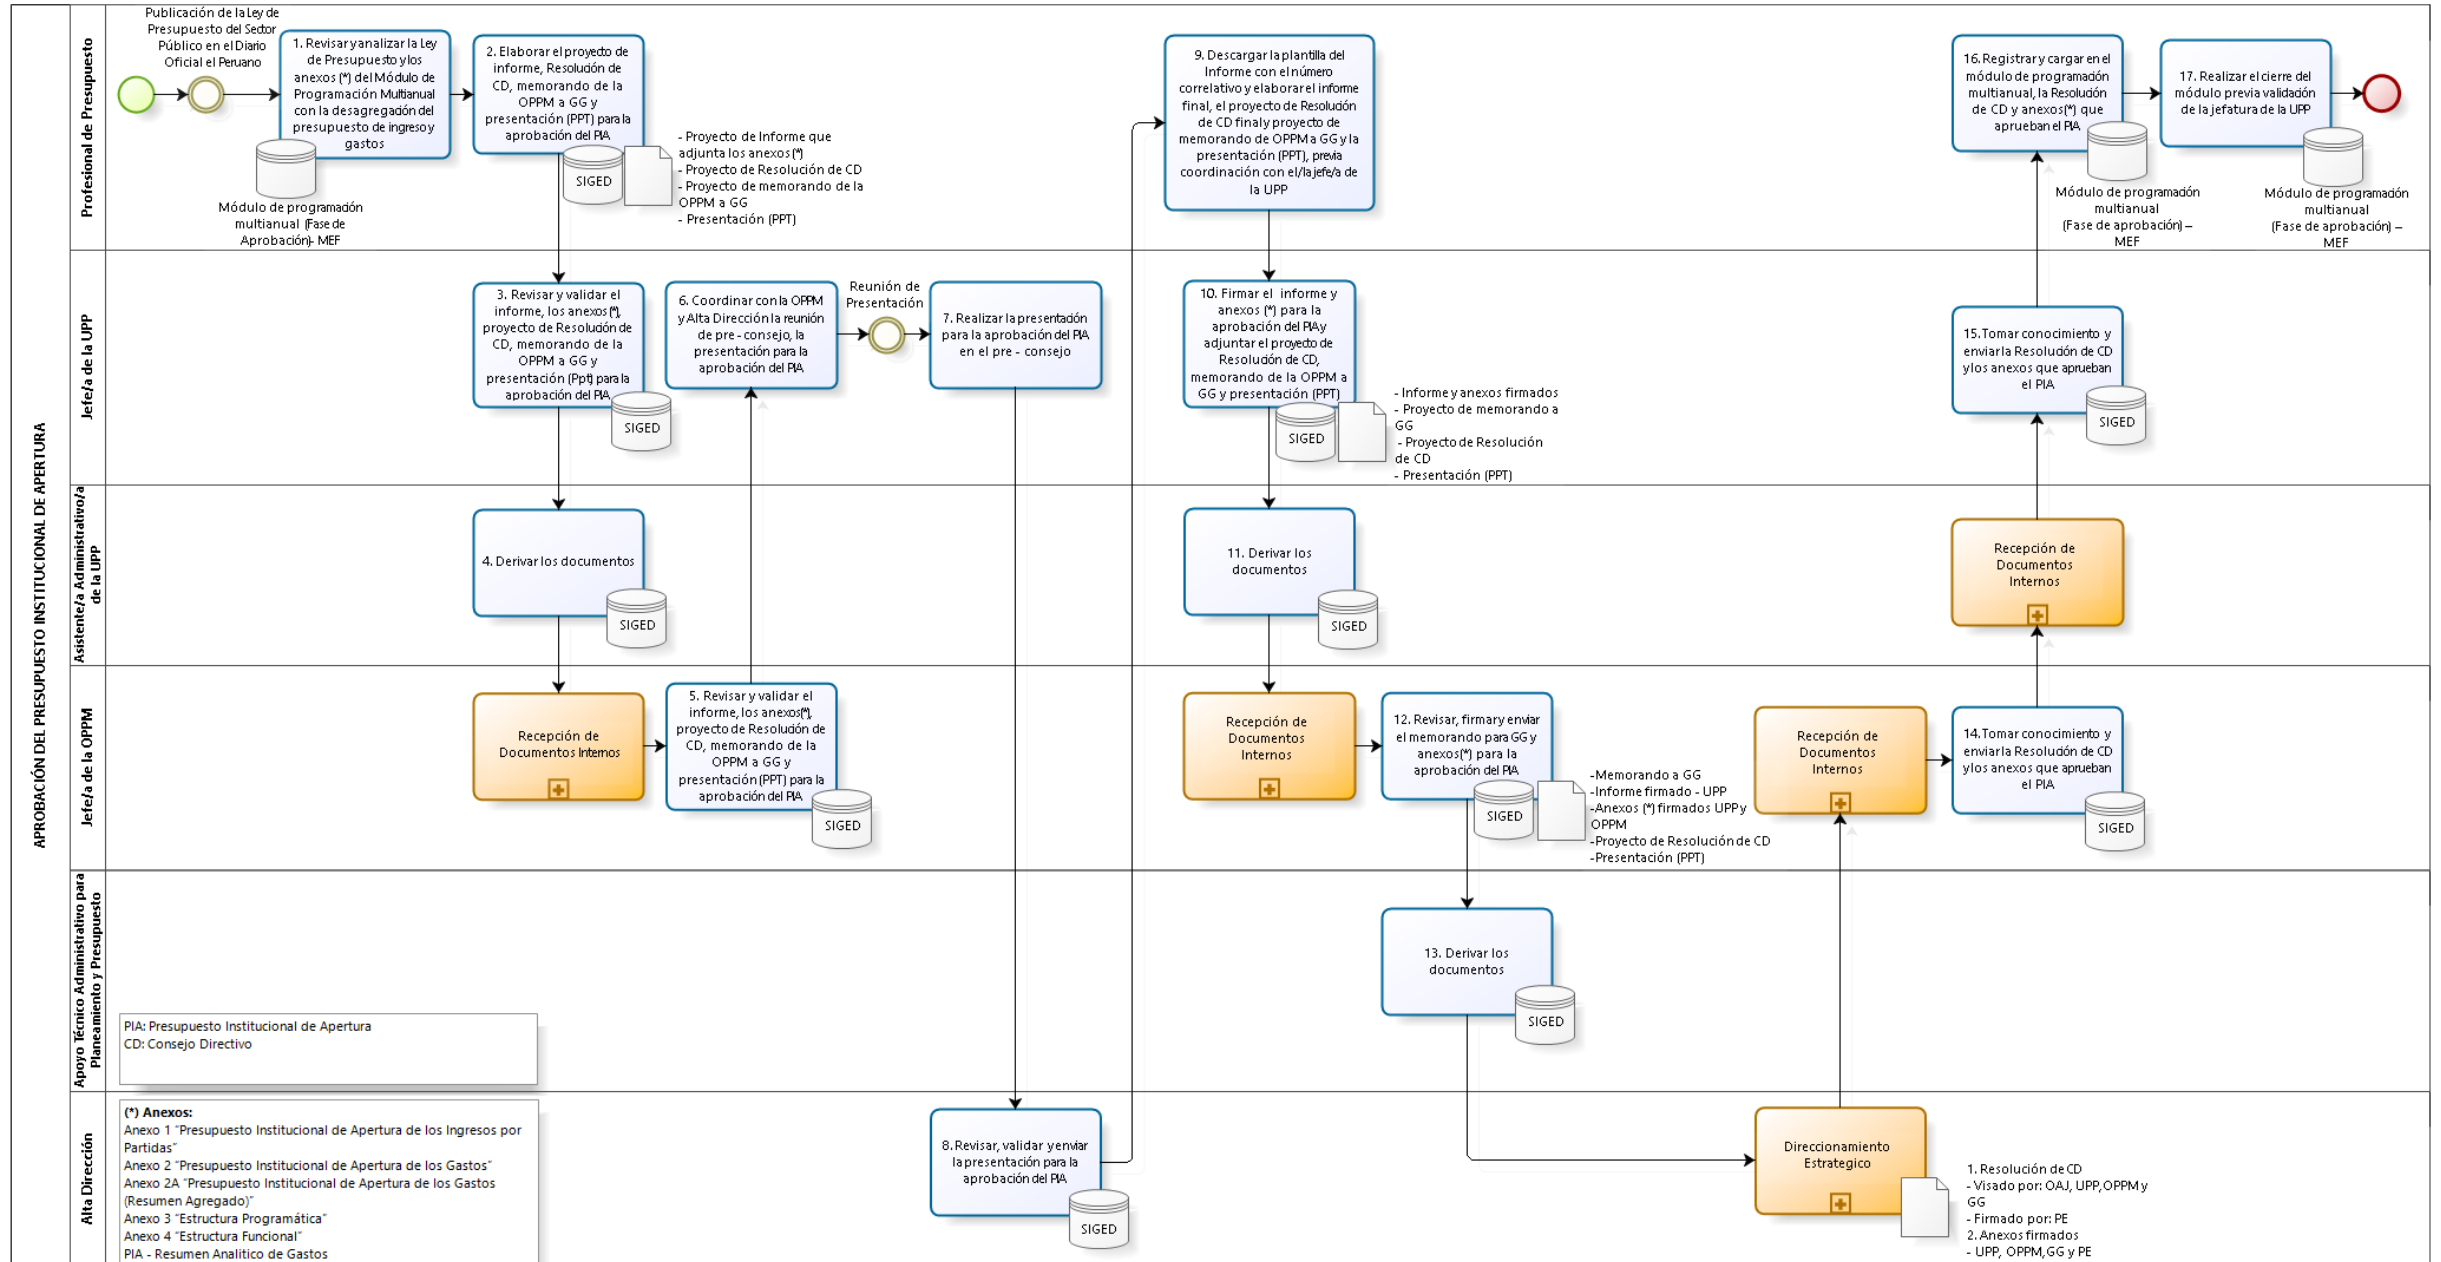 APROBACIÓN DEL PRESUPUESTO INSTITUCIONAL DE APERTURA
Profesional de Presupuesto
Publicación de la Ley de
Presupuesto del Sector
Público en el Diario
Oficial el Peruano
1. Revisar y analizar la Ley
de Presupuesto y los
anexos (*) del Módulo de
Programación Multianual
con la desagregación del
presupuesto de ingreso y
gastos
Módulo de programación
multianual (Fase de
Aprobación)- MEF
2. Elaborar el proyecto de
informe, Resolución de
CD, memorando de la
OPPM a GG y
presentación (PPT) para la
aprobación del PIA
SIGED
- Proyecto de Informe que
adjunta los anexos (*)
- Proyecto de Resolución de CD
- Proyecto de memorando de la
OPPM a GG
- Presentación (PPT)
9. Descargar la plantilla del
Informe con el número
correlativo y elaborar el informe
final, el proyecto de Resolución
de CD final y proyecto de
memorando de OPPM a GG y la
presentación (PPT), previa
coordinación con el/la jefe/a de
la UPP
16. Registrar y cargar en el
módulo de programación
multianual, la Resolución
de CD y anexos(*) que
aprueban el PIA
Módulo de programación
multianual
(Fase de aprobación) –
MEF
17. Realizar el cierre del
módulo previa validación
de la jefatura de la UPP
Módulo de programación
multianual
(Fase de aprobación) –
MEF
Jefe/a de la UPP
3. Revisar y validar el
informe, los anexos(*),
proyecto de Resolución de
CD, memorando de la
OPPM a GG y
presentación (Ppt) para la
aprobación del PIA
SIGED
6. Coordinar con la OPPM
y Alta Dirección la reunión
de pre - consejo, la
presentación para la
aprobación del PIA
Reunión de
Presentación
7. Realizar la presentación
para la aprobación del PIA
en el pre - consejo
10. Firmar el informe y
anexos (*) para la
aprobación del PIA y
adjuntar el proyecto de
Resolución de CD,
memorando de la OPPM a
GG y presentación (PPT)
SIGED
- Informe y anexos firmados
- Proyecto de memorando a
GG
- Proyecto de Resolución
de CD
- Presentación (PPT)
15. Tomar conocimiento y
enviar la Resolución de CD
y los anexos que aprueban
el PIA
SIGED
Asistente/a Administrativo/a
de la UPP
4. Derivar los documentos
SIGED
11. Derivar los
documentos
SIGED
Recepción de
Documentos
Internos
Jefe/a de la OPPM
Recepción de
Documentos Internos
5. Revisar y validar el
informe, los anexos(*),
proyecto de Resolución de
CD, memorando de la
OPPM a GG y
presentación (PPT) para la
aprobación del PIA
SIGED
Recepción de
Documentos
Internos
12. Revisar, firmar y enviar
el memorando para GG y
anexos(*) para la
aprobación del PIA
SIGED
-Memorando a GG
-Informe firmado - UPP
-Anexos (*) firmados UPP y
OPPM
-Proyecto de Resolución de CD
-Presentación (PPT)
Recepción de
Documentos
Internos
14. Tomar conocimiento y
enviar la Resolución de CD
y los anexos que aprueban
el PIA
SIGED
Apoyo Técnico Administrativo para
Planeamiento y Presupuesto
13. Derivar los
documentos
SIGED
PIA: Presupuesto Institucional de Apertura
CD: Consejo Directivo
Alta Dirección
(*) Anexos:
Anexo 1 "Presupuesto Institucional de Apertura de los Ingresos por
Partidas"
Anexo 2 "Presupuesto Institucional de Apertura de los Gastos"
Anexo 2A "Presupuesto Institucional de Apertura de los Gastos
(Resumen Agregado)"
Anexo 3 "Estructura Programática"
Anexo 4 "Estructura Funcional"
PIA - Resumen Analitico de Gastos
8. Revisar, validar y enviar
la presentación para la
aprobación del PIA
SIGED
Direccionamiento
Estrategico
1. Resolución de CD
- Visado por: OAJ, UPP,OPPM y
GG
- Firmado por: PE
2. Anexos firmados
- UPP, OPPM,GG y PE